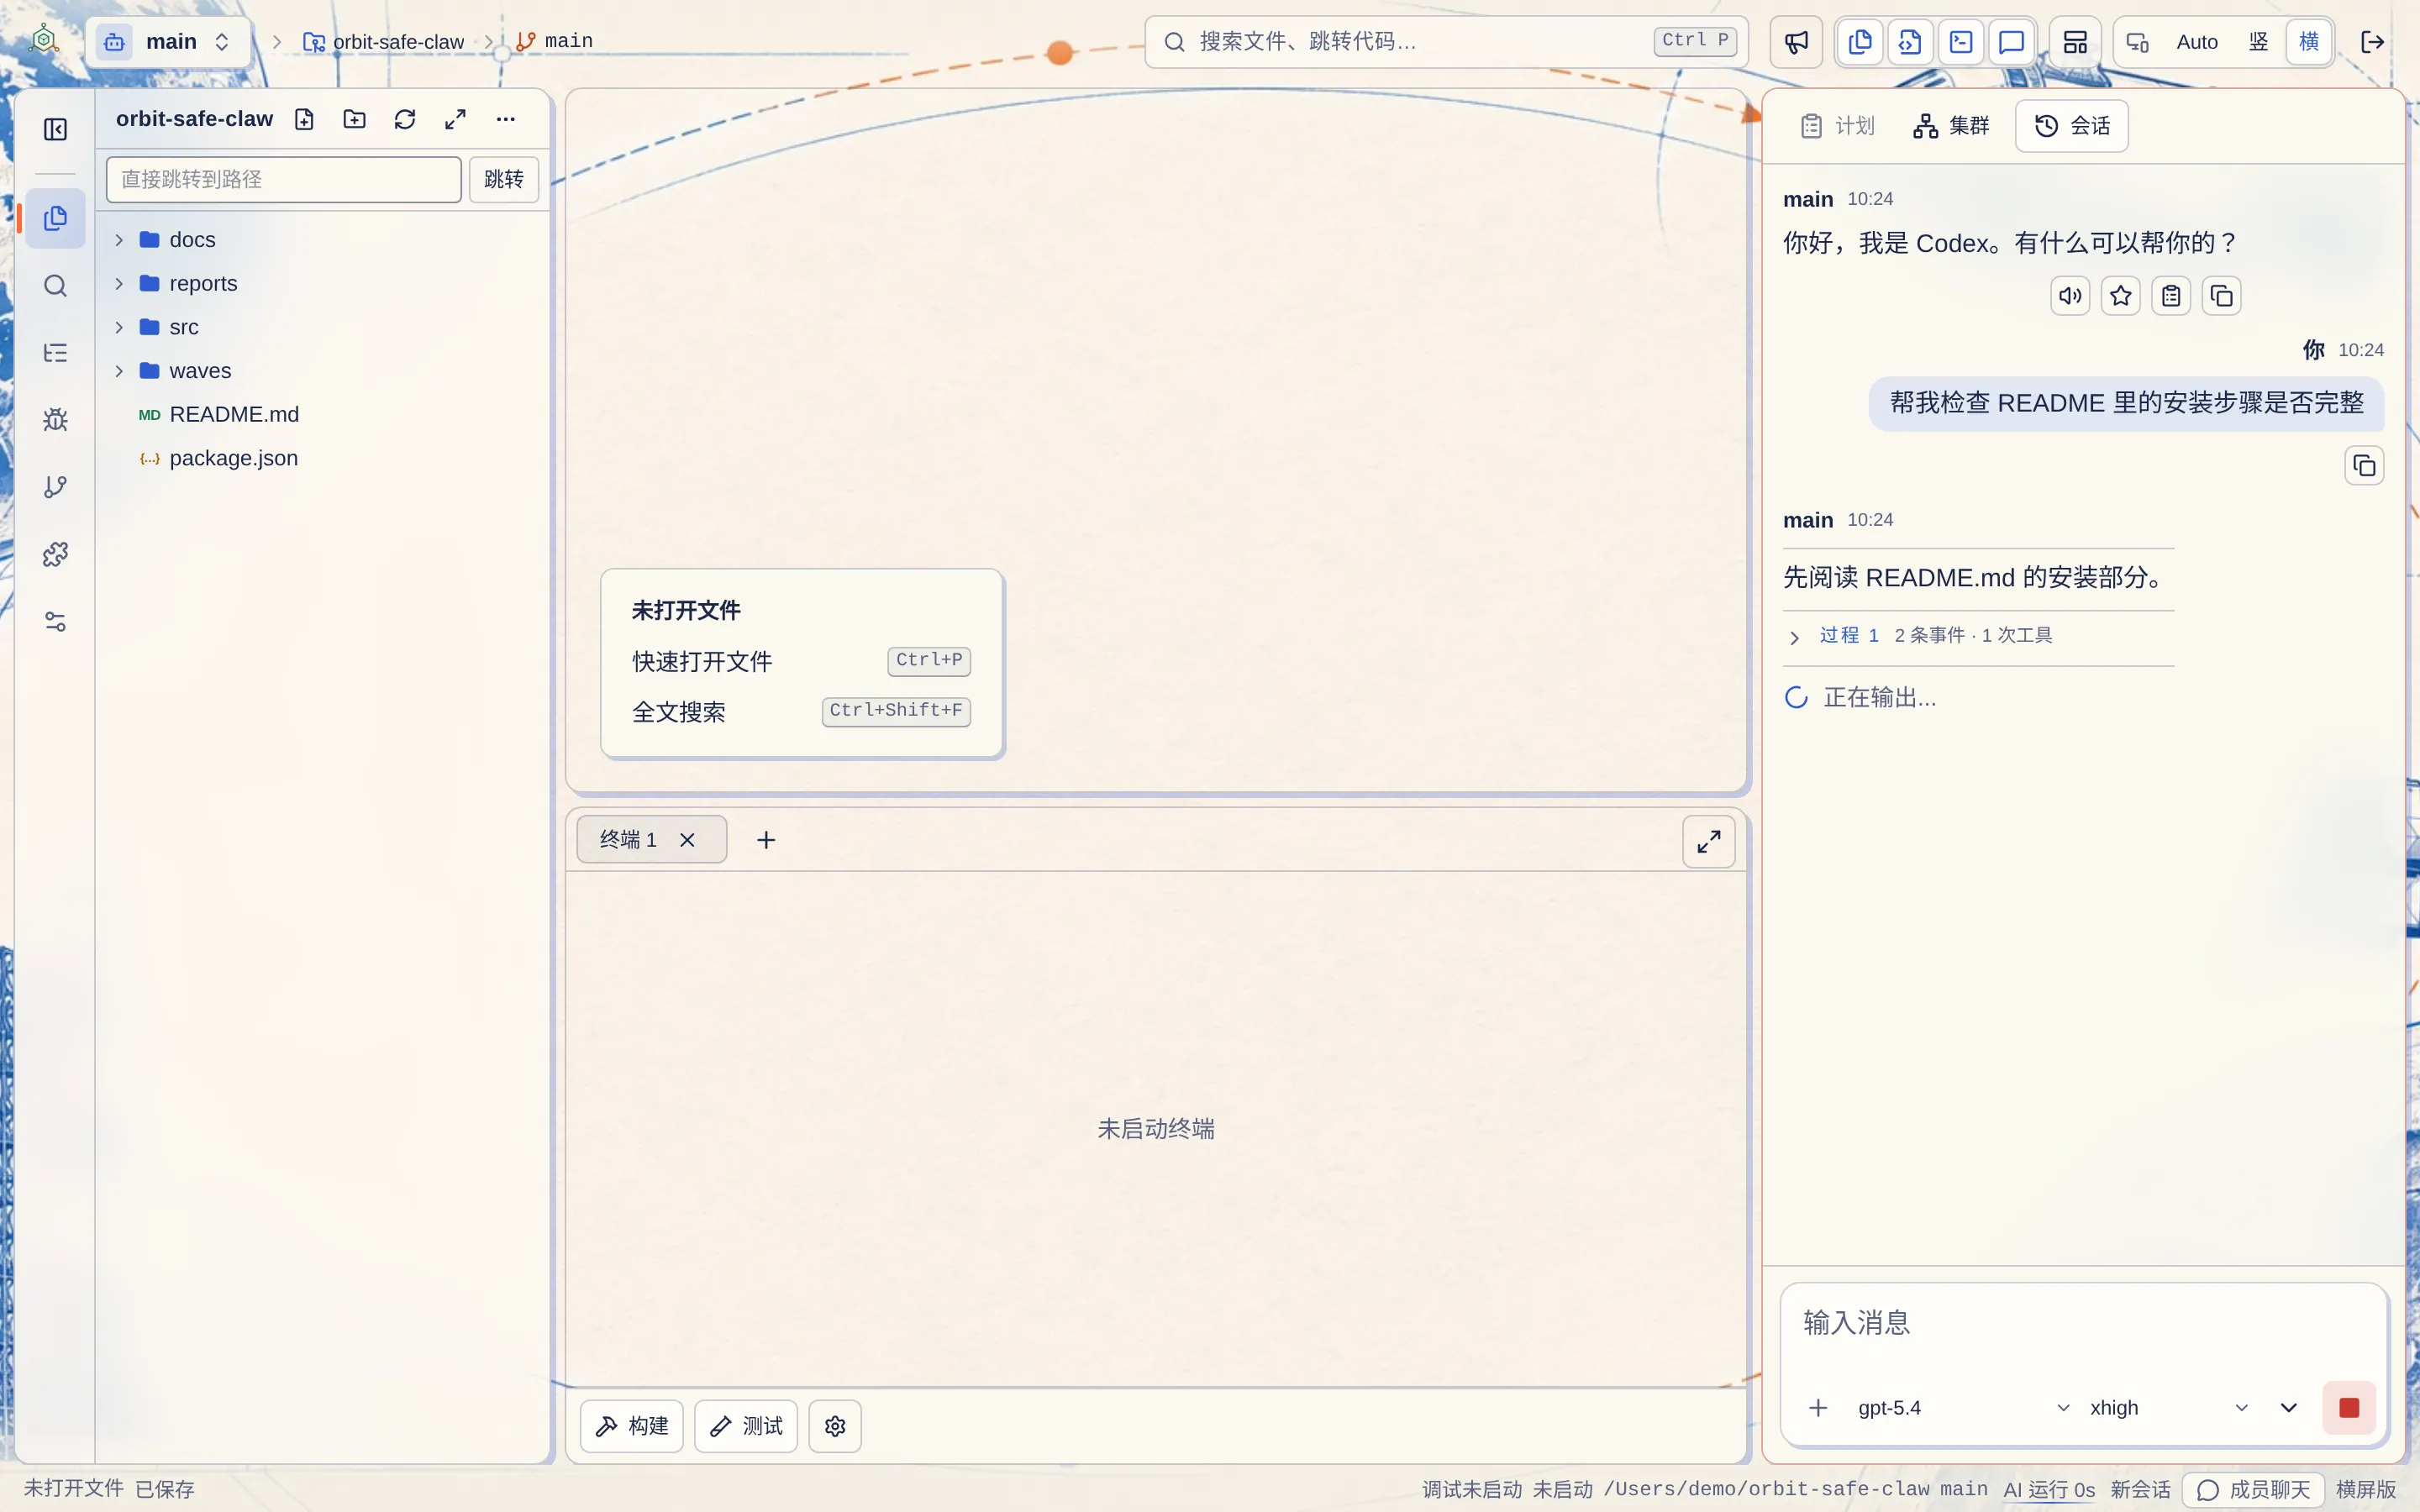 main
orbit-safe-claw
main
搜索文件、跳转代码...
Ctrl P
Auto
竖
横
orbit-safe-claw
直接跳转到路径
跳转
docs
reports
src
waves
MD README.md
{...} package.json
未打开文件
快速打开文件 Ctrl+P
全文搜索 Ctrl+Shift+F
终端 1
未启动终端
构建
测试
计划
集群
会话
main 10:24
你好，我是 Codex。有什么可以帮你的？
你 10:24
帮我检查 README 里的安装步骤是否完整
main 10:24
先阅读 README.md 的安装部分。
过程 1 2 条事件 · 1 次工具
正在输出...
输入消息
gpt-5.4
xhigh
未打开文件 已保存
调试未启动 未启动 /Users/demo/orbit-safe-claw main AI 运行 0s 新会话 成员聊天 横屏版